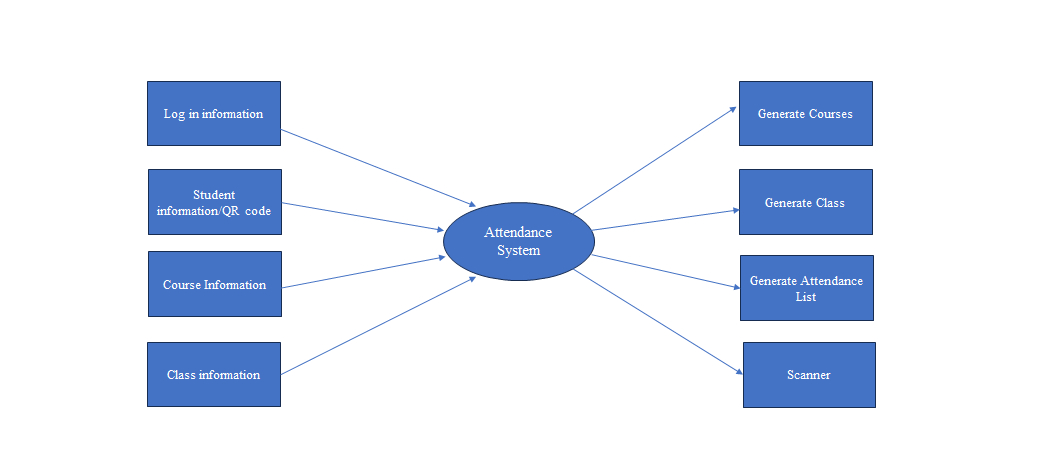 Log in information
Student
information/QR code
Course Information
Class information
Attendance
System
Generate Courses
Generate Class
Generate Attendance
List
Scanner